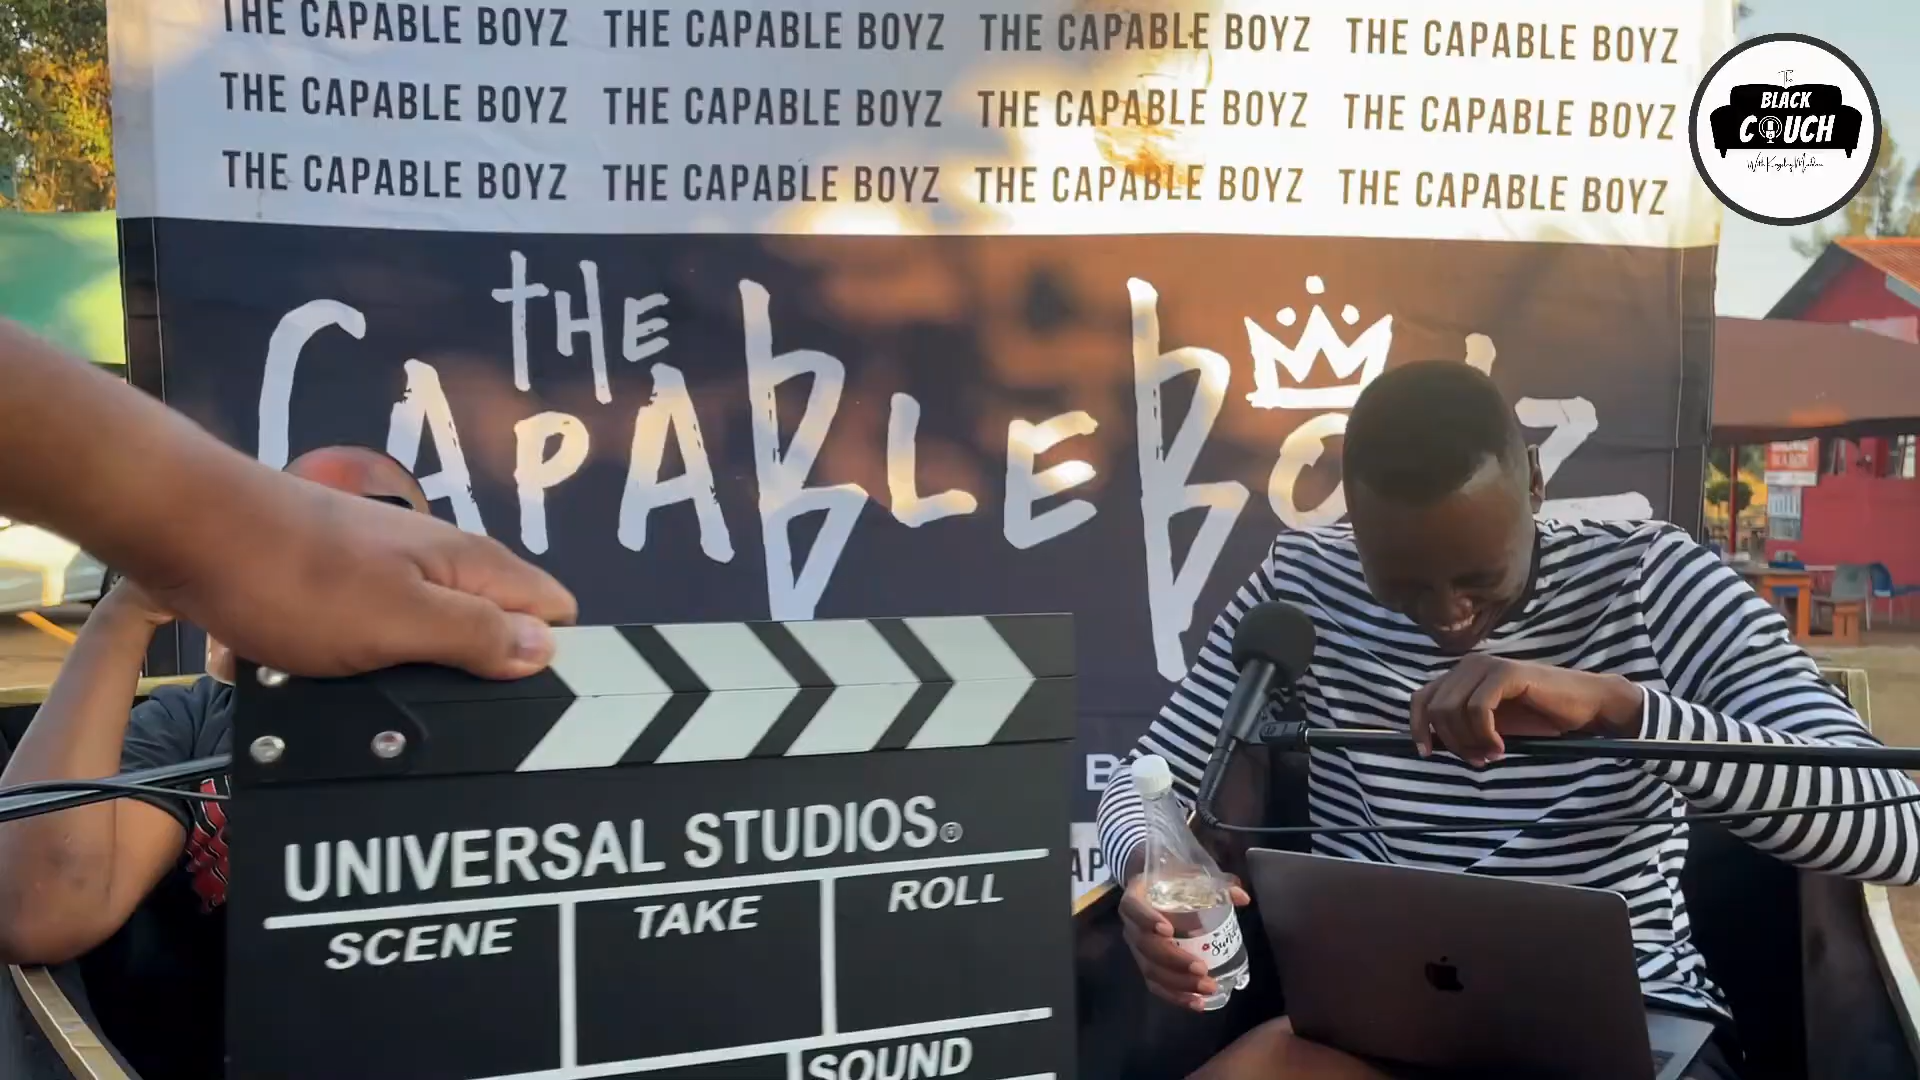 THE CAPABLE BOYZ THE CAPABLE BOYZ THE CAPABLE BOYZ THE CAPABLE BOYZ
THE CAPABLE BOYZ THE CAPABLE BOYZ THE CAPABLE BOYZ THE CAPABLE BOYZ
THE CAPABLE BOYZ THE CAPABLE BOYZ THE CAPABLE BOYZ THE CAPABLE BOYZ
The
BLACK
COUCH
THE
CAPABLE
UNIVERSAL STUDIOS
SCENE TAKE ROLL
SOUND